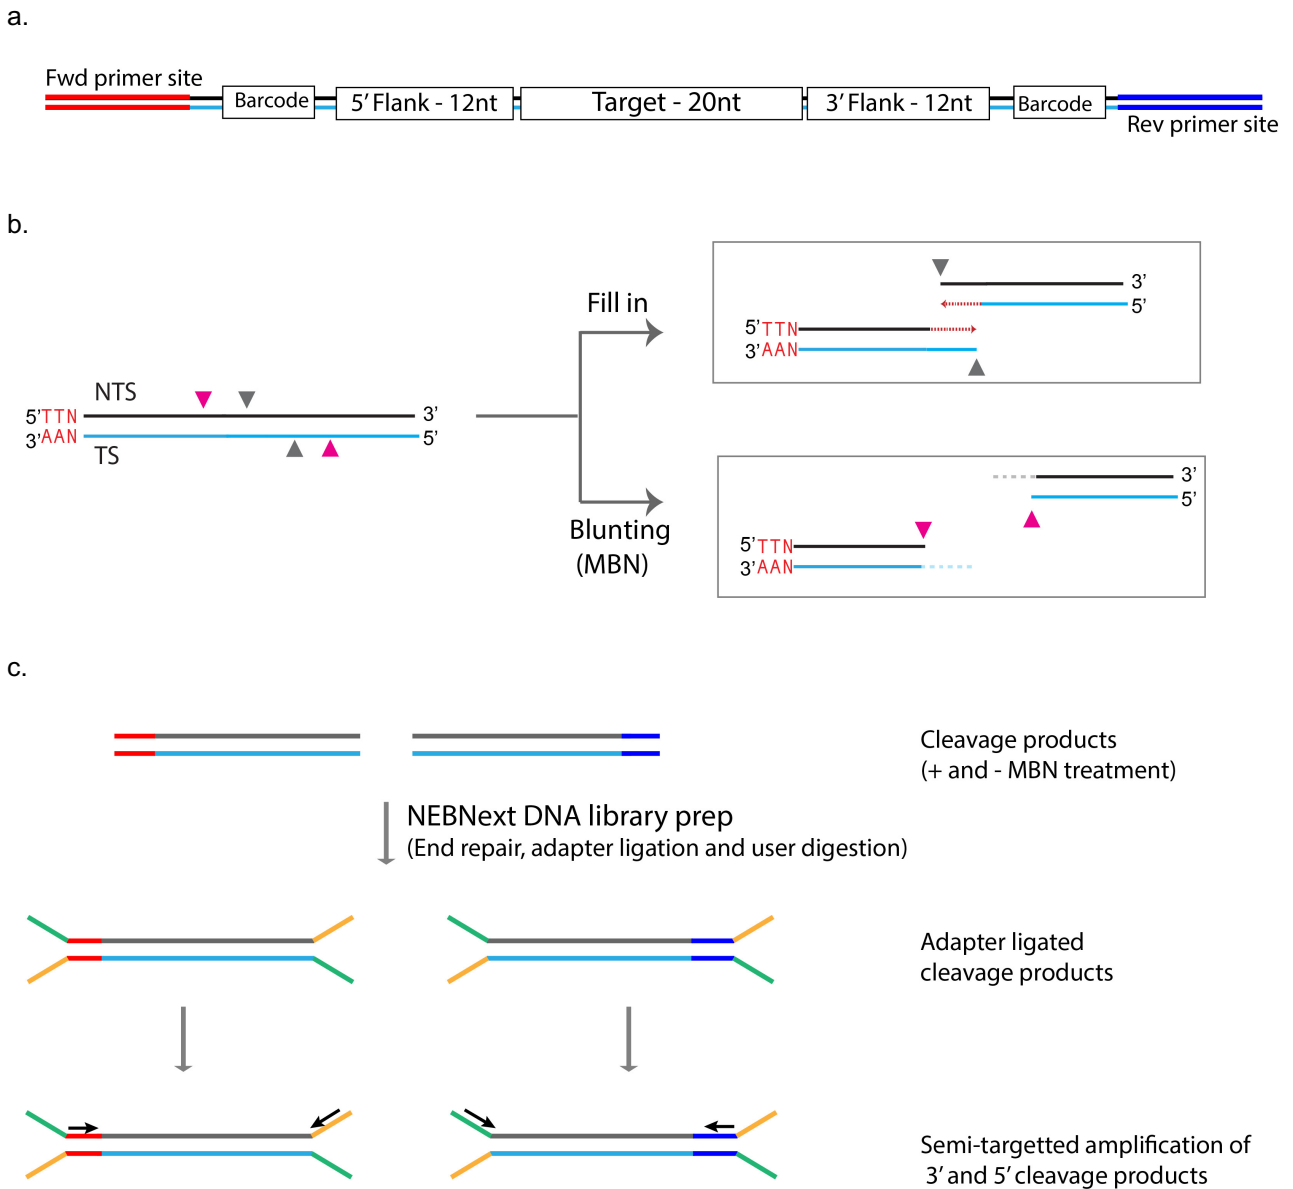 a.
Fwd primer site
Barcode
5’ Flank - 12nt
Target - 20nt
3’ Flank - 12nt
Barcode
Rev primer site
b.
NTS
5’TTN
3’
3’AAN
5’
TS
Fill in
3’
5’
5’TTN
3’AAN
Blunting
(MBN)
3’
5’
5’TTN
3’AAN
c.
Cleavage products
(+ and - MBN treatment)
NEBNext DNA library prep
(End repair, adapter ligation and user digestion)
Adapter ligated
cleavage products
Semi-targetted amplification of
3’ and 5’ cleavage products